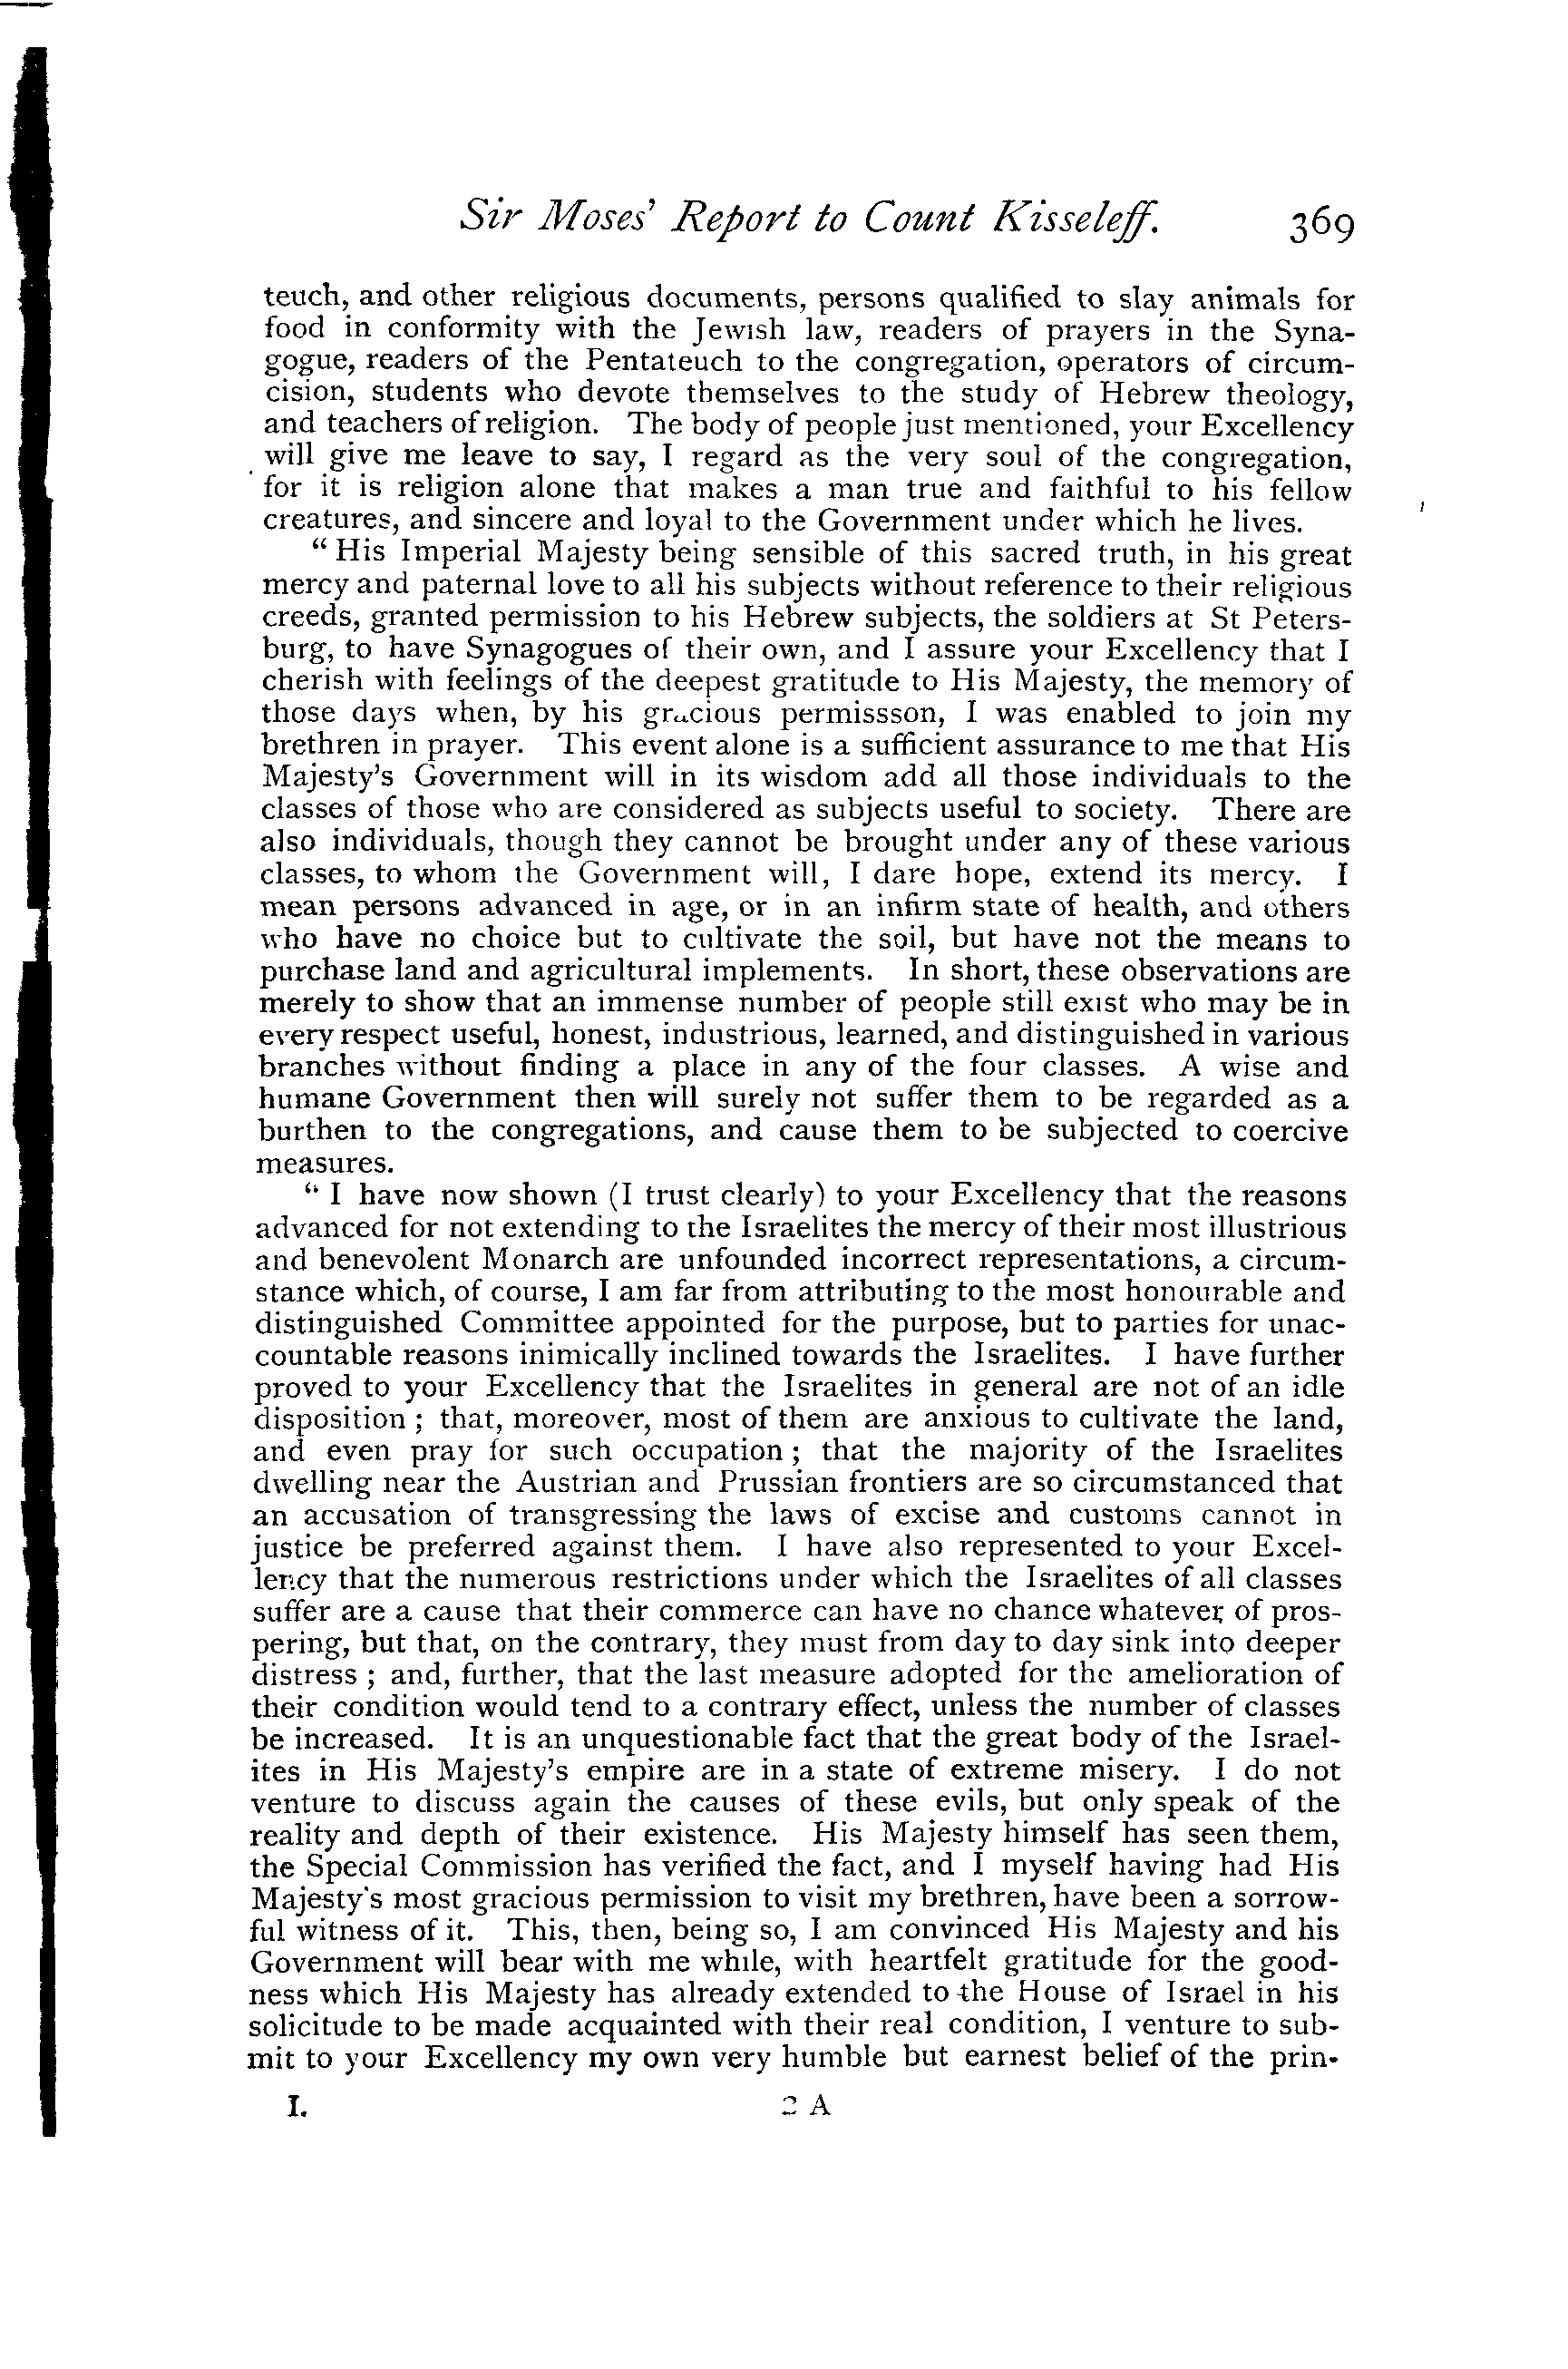 Sir Moses' Report to Count Kisseleff. 369
teuch, and other religious documents, persons qualified to slay animals for
food in conformity with the Jewish law, readers of prayers in the Syna-
gogue, readers of the Pentateuch to the congregation, operators of circum-
cision, students who devote themselves to the study of Hebrew theology,
and teachers of religion. The body of people just mentioned, your Excellency
will give me leave to say, I regard as the very soul of the congregation,
for it is religion alone that makes a man true and faithful to his fellow
creatures, and sincere and loyal to the Government under which he lives.
“ His Imperial Majesty being sensible of this sacred truth, in his great
mercy and paternal love to all his subjects without reference to their religious
creeds, granted permission to his Hebrew subjects, the soldiers at St Peters-
burg, to have Synagogues of their own, and I assure your Excellency that I
cherish with feelings of the deepest gratitude to His Majesty, the memory of
those days when, by his gracious permissson, I was enabled to join my
brethren in prayer. This event alone is a sufficient assurance to me that His
Majesty's Government will in its wisdom add all those individuals to the
classes of those who are considered as subjects useful to society. There are
also individuals, though they cannot be brought under any of these various
classes, to whom the Government will, I dare hope, extend its mercy. I
mean persons advanced in age, or in an infirm state of health, and others
who have no choice but to cultivate the soil, but have not the means to
purchase land and agricultural implements. In short, these observations are
merely to show that an immense number of people still exist who may be in
every respect useful, honest, industrious, learned, and distinguished in various
branches without finding a place in any of the four classes. A wise and
humane Government then will surely not suffer them to be regarded as a
burthen to the congregations, and cause them to be subjected to coercive
measures.
“ I have now shown (I trust clearly) to your Excellency that the reasons
advanced for not extending to the Israelites the mercy of their most illustrious
and benevolent Monarch are unfounded incorrect representations, a circum-
stance which, of course, I am far from attributing to the most honourable and
distinguished Committee appointed for the purpose, but to parties for unac-
countable reasons inimically inclined towards the Israelites. I have further
proved to your Excellency that the Israelites in general are not of an idle
disposition ; that, moreover, most of them are anxious to cultivate the land,
and even pray for such occupation ; that the majority of the Israelites
dwelling near the Austrian and Prussian frontiers are so circumstanced that
an accusation of transgressing the laws of excise and customs cannot in
justice be preferred against them. I have also represented to your Excel-
lency that the numerous restrictions under which the Israelites of all classes
suffer are a cause that their commerce can have no chance whatever of pros-
pering, but that, on the contrary, they must from day to day sink into deeper
distress ; and, further, that the last measure adopted for the amelioration of
their condition would tend to a contrary effect, unless the number of classes
be increased. It is an unquestionable fact that the great body of the Israel-
ites in His Majesty's empire are in a state of extreme misery. I do not
venture to discuss again the causes of these evils, but only speak of the
reality and depth of their existence. His Majesty himself has seen them,
the Special Commission has verified the fact, and I myself having had His
Majesty's most gracious permission to visit my brethren, have been a sorrow-
ful witness of it. This, then, being so, I am convinced His Majesty and his
Government will bear with me while, with heartfelt gratitude for the good-
ness which His Majesty has already extended to the House of Israel in his
solicitude to be made acquainted with their real condition, I venture to sub-
mit to your Excellency my own very humble but earnest belief of the prin-
I. 2 A